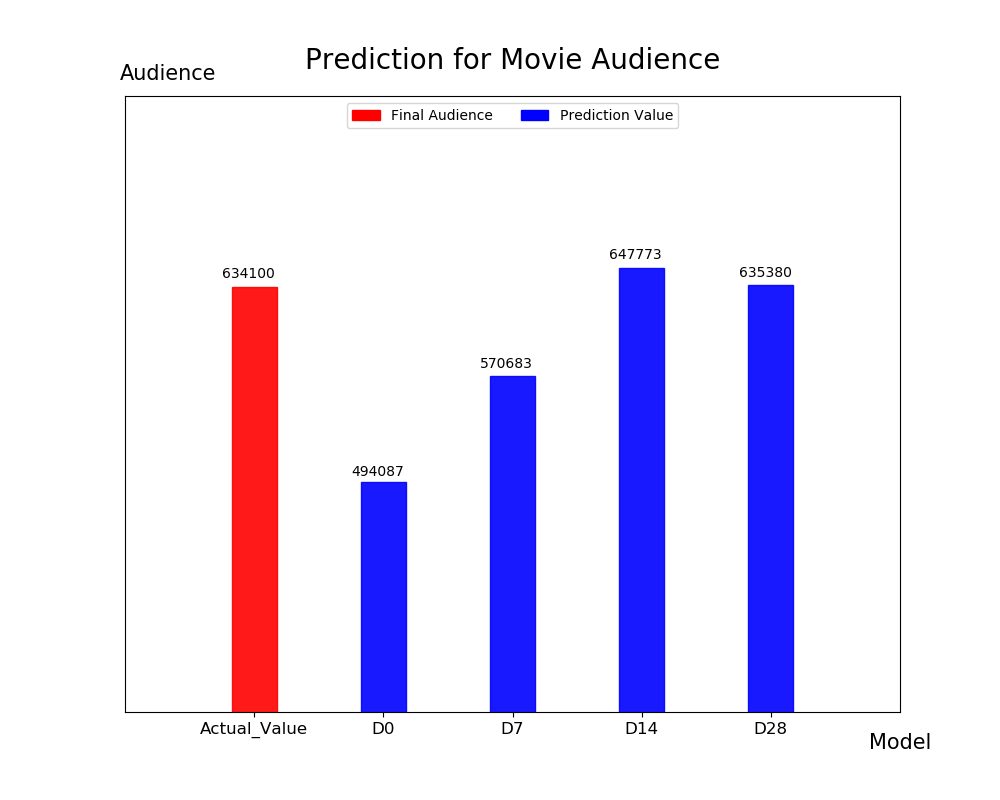 Prediction for Movie Audience
Audience
Final Audience Prediction Value
634100
494087
570683
647773
635380
Actual_Value D0 D7 D14 D28
Model